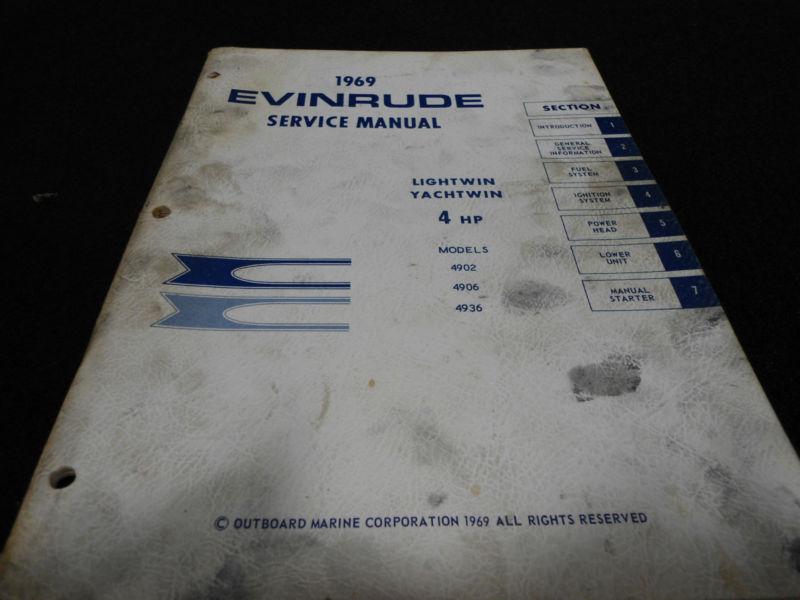 1969
EVINRUDE
SERVICE MANUAL
LIGHTWIN
YACHTWIN
4 HP
MODELS
4902
4906
4936
SECTION
INTRODUCTION 1
GENERAL
SERVICE
INFORMATION 2
FUEL
SYSTEM 3
IGNITION
SYSTEM 4
POWER
HEAD 5
LOWER
UNIT 6
MANUAL
STARTER 7
© OUTBOARD MARINE CORPORATION 1969 ALL RIGHTS RESERVED